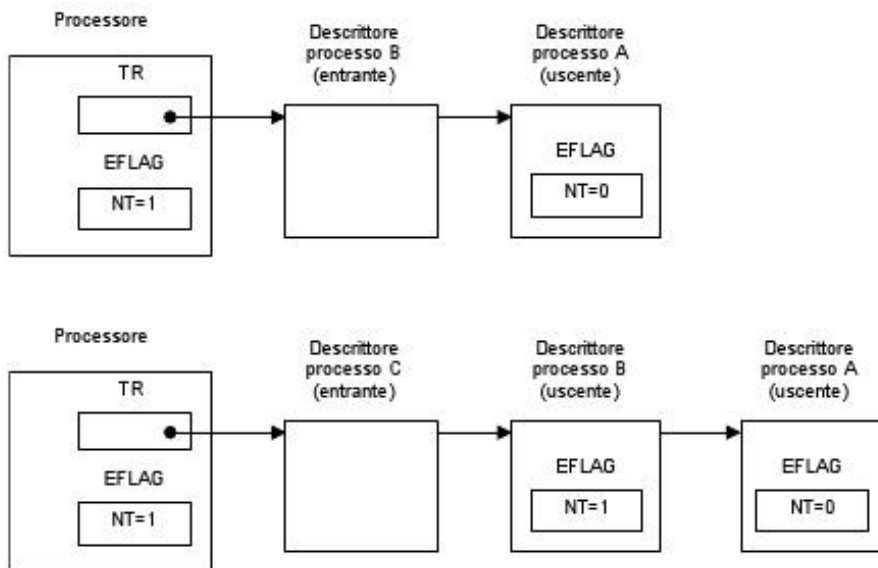 Processore
TR
EFLAG
NT=1
Descrittore
processo B
(entrante)
Descrittore
processo A
(uscente)
EFLAG
NT=0
Processore
TR
EFLAG
NT=1
Descrittore
processo C
(entrante)
Descrittore
processo B
(uscente)
EFLAG
NT=1
Descrittore
processo A
(uscente)
EFLAG
NT=0